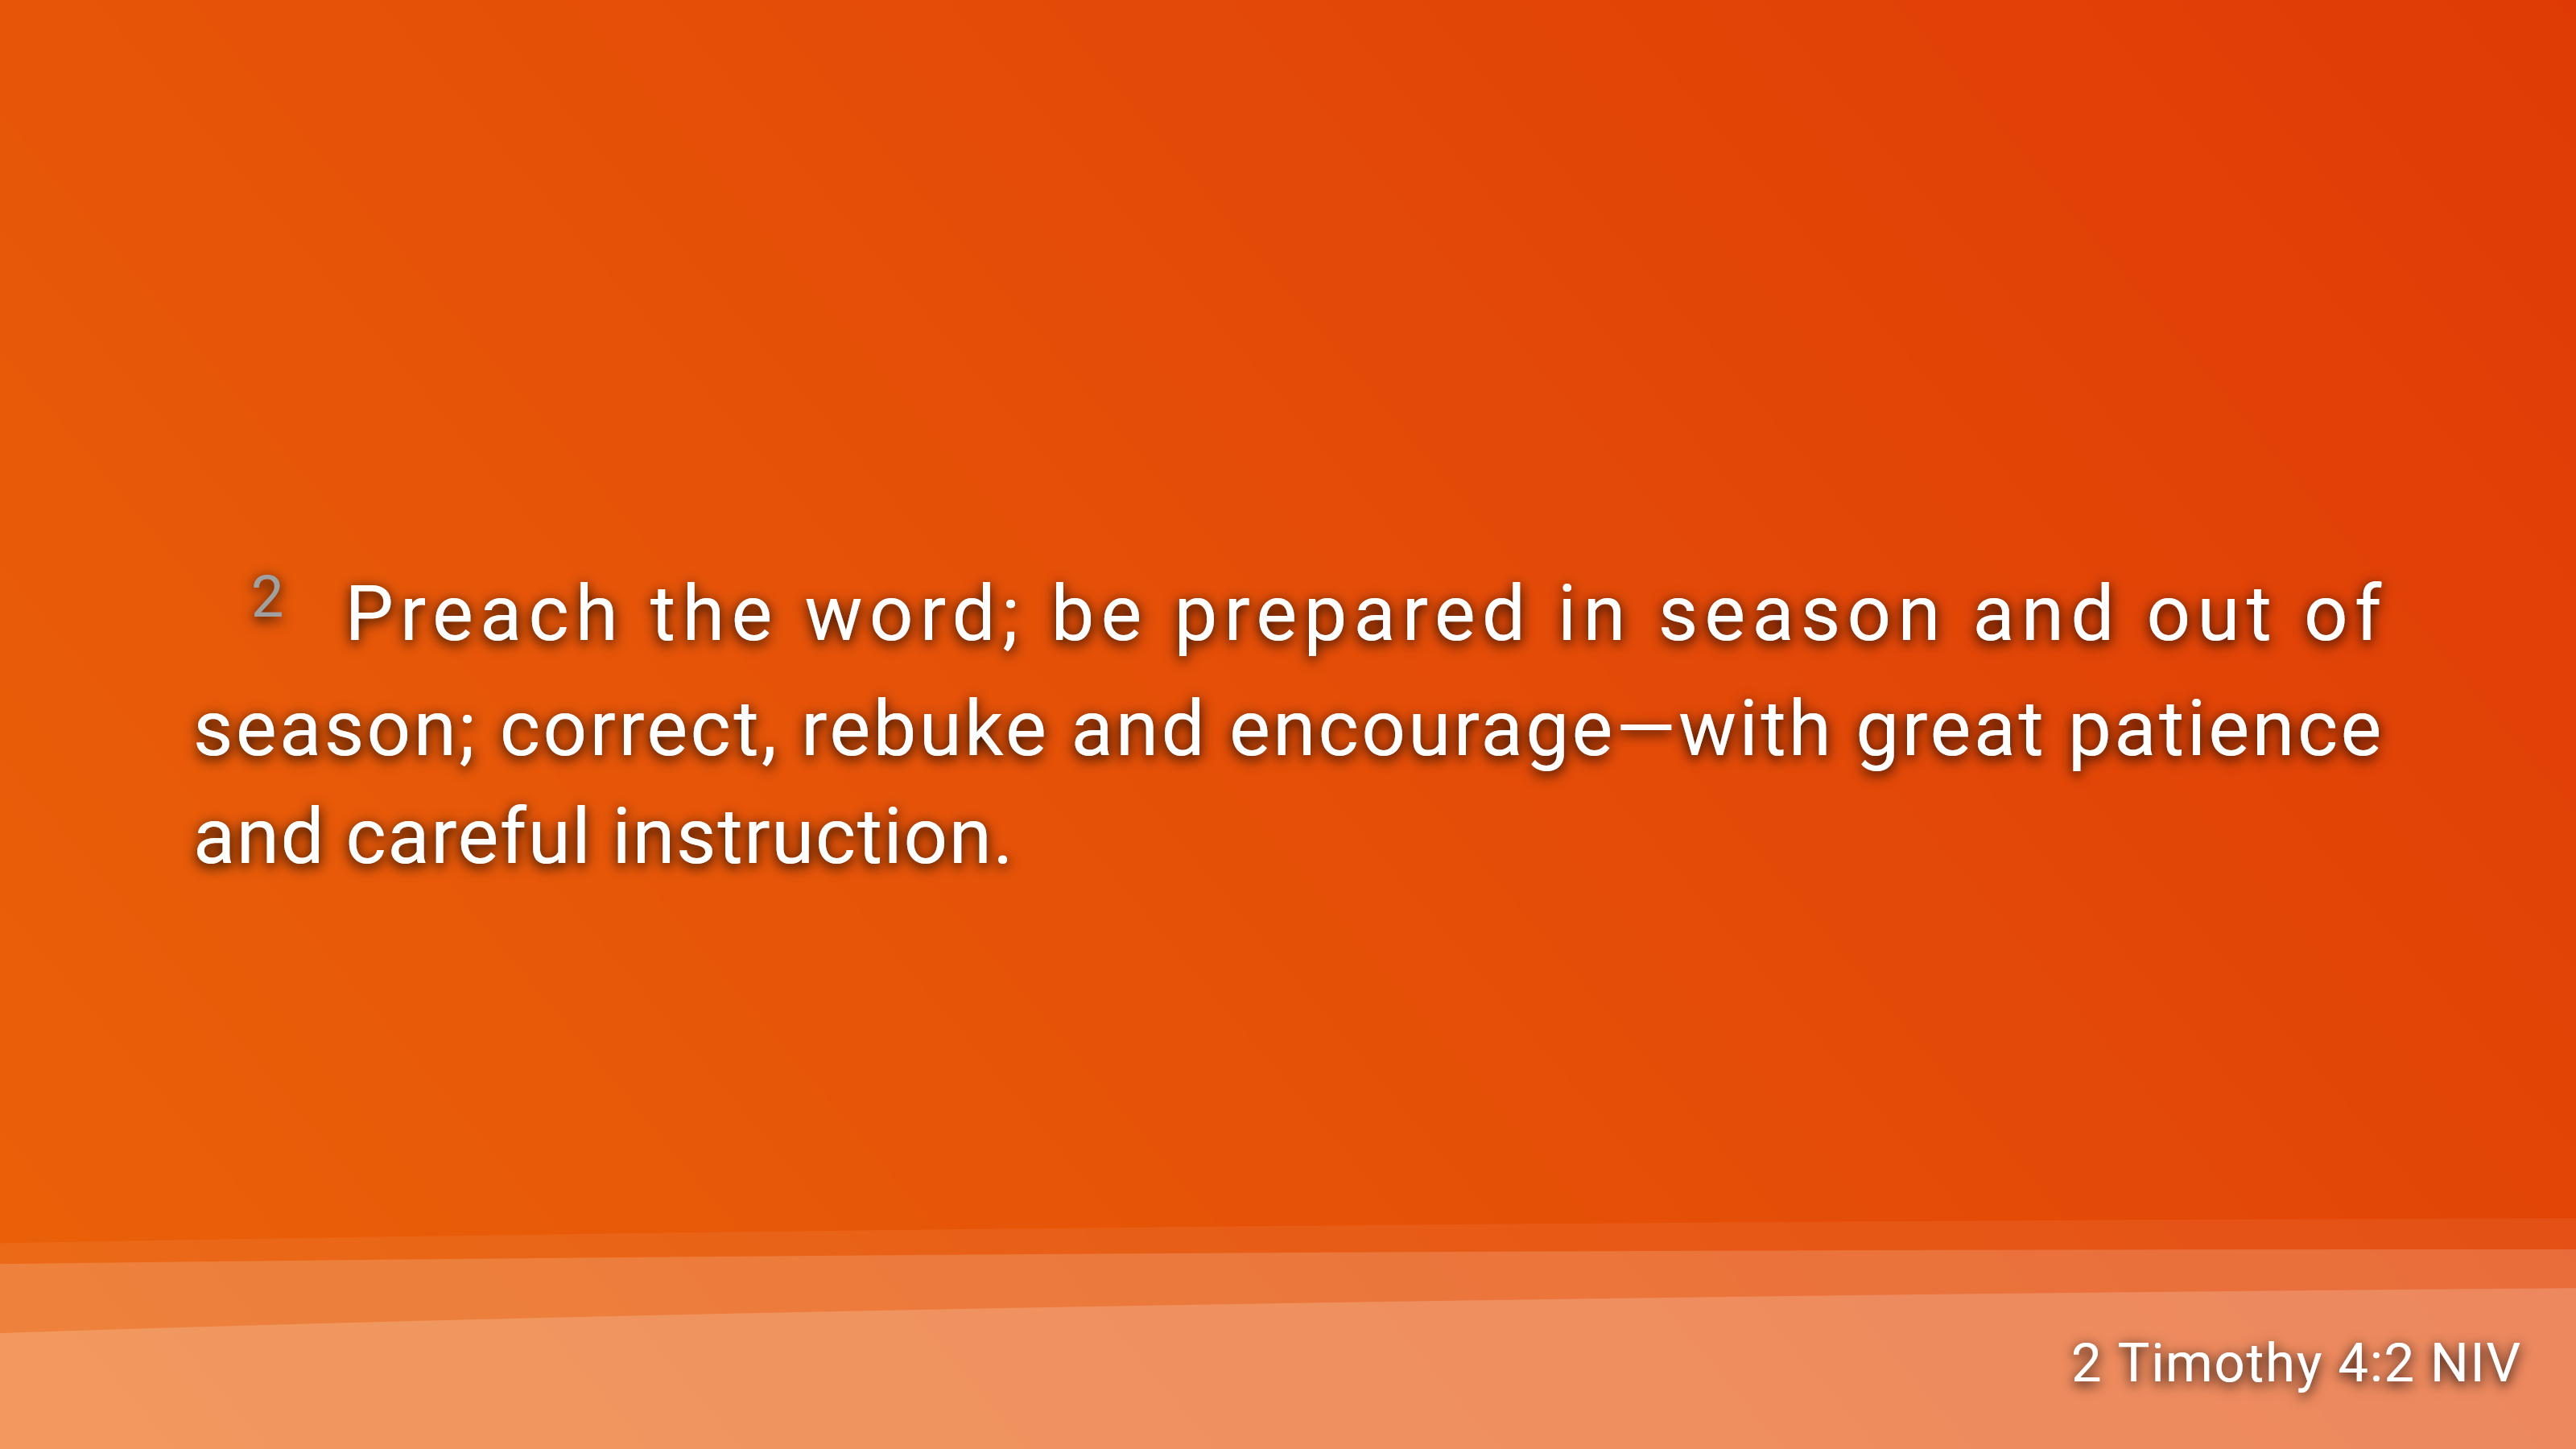 2 Preach the word; be prepared in season and out of
season; correct, rebuke and encourage—with great patience
and careful instruction.
2 Timothy 4:2 NIV